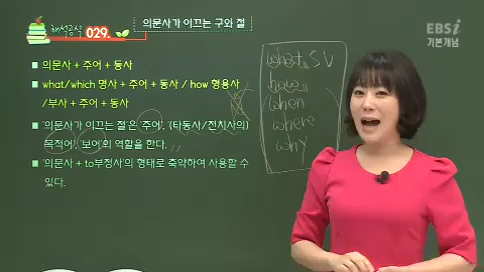 해석공식 029. 의문사가 이끄는 구와 절
EBSi
기본개념
의문사 + 주어 + 동사
what/which 명사 + 주어 + 동사 / how 형용사
/부사 + 주어 + 동사
'의문사가 이끄는 절'은 '주어', '(타동사/전치사의)
목적어', '보어'의 역할을 한다.
'의문사 + to부정사'의 형태로 축약하여 사용할 수
있다.
what SV
how
when
where
why